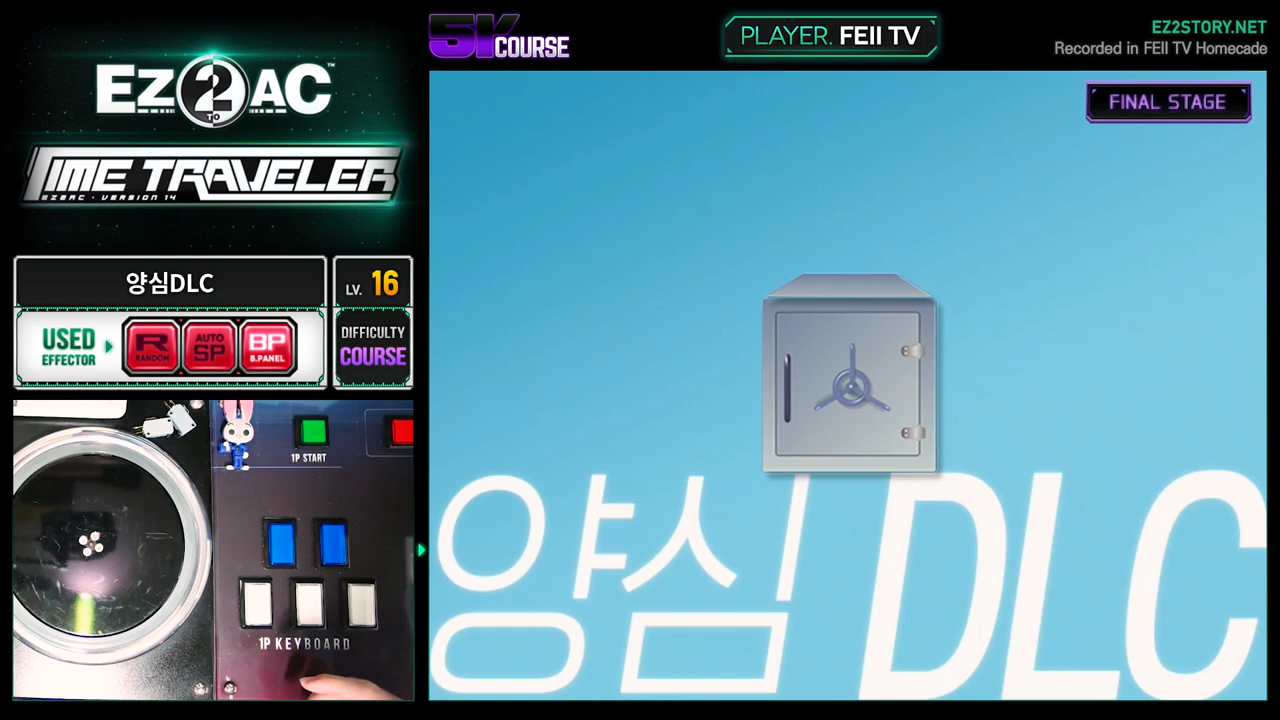 5K COURSE
PLAYER. FEII TV
EZ2STORY.NET
Recorded in FEII TV Homecade
EZ2AC™
TO
TIME TRAVELER
EZ2AC · VERSION 14
FINAL STAGE
양심DLC
LV. 16
USED EFFECTOR
R RANDOM
AUTO SP
BP B.PANEL
DIFFICULTY
COURSE
1P START
1P KEYBOARD
양심 DLC